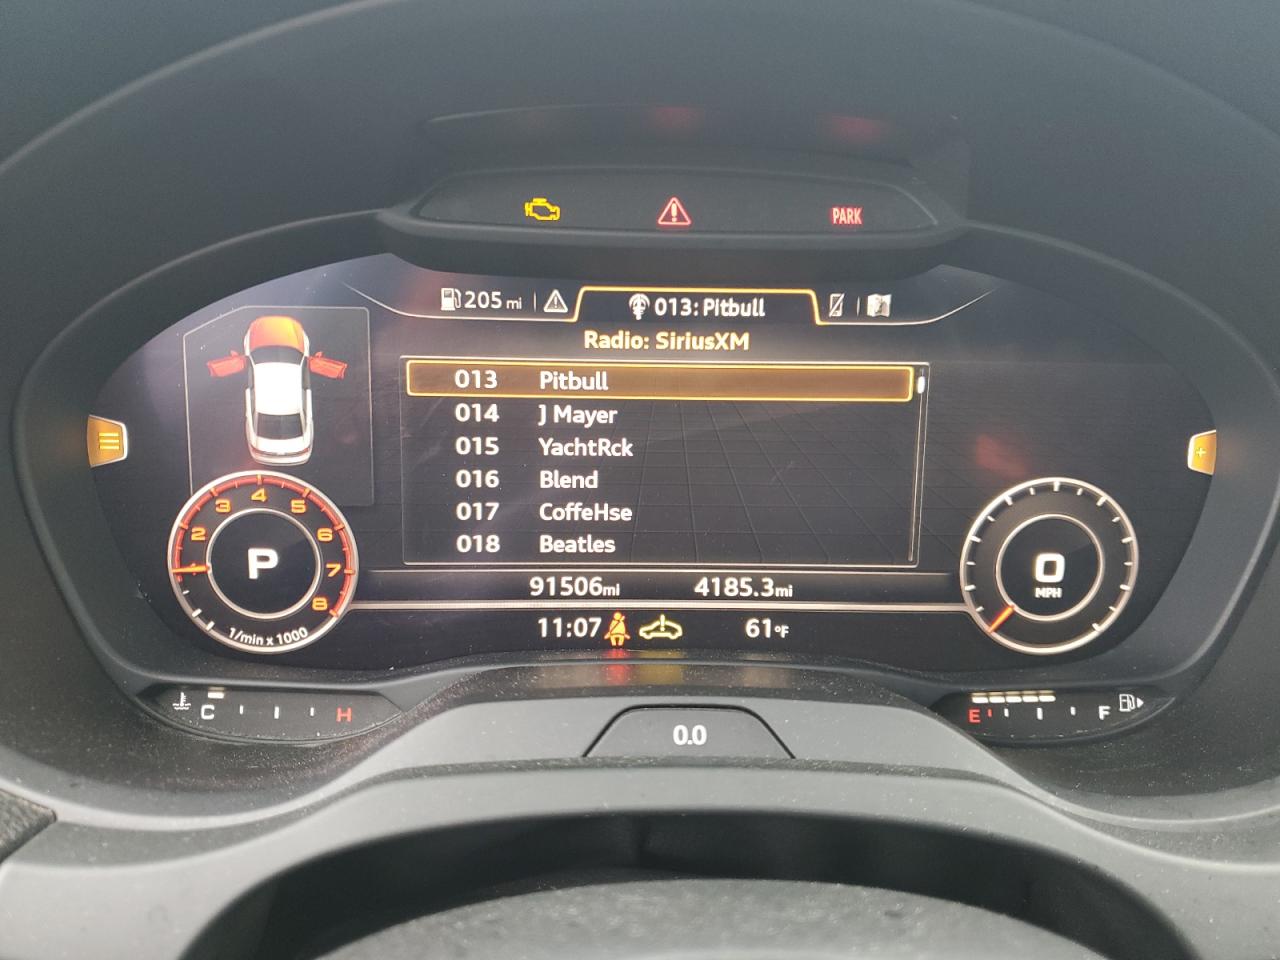 PARK
205 mi
013: Pitbull
Radio: SiriusXM
013 Pitbull
014 J Mayer
015 YachtRck
016 Blend
017 CoffeHse
018 Beatles
1 2 3 4 5 6 7 8
P
1/min x 1000
0
MPH
91506mi 4185.3mi
11:07 61°F
C H
E F
0.0